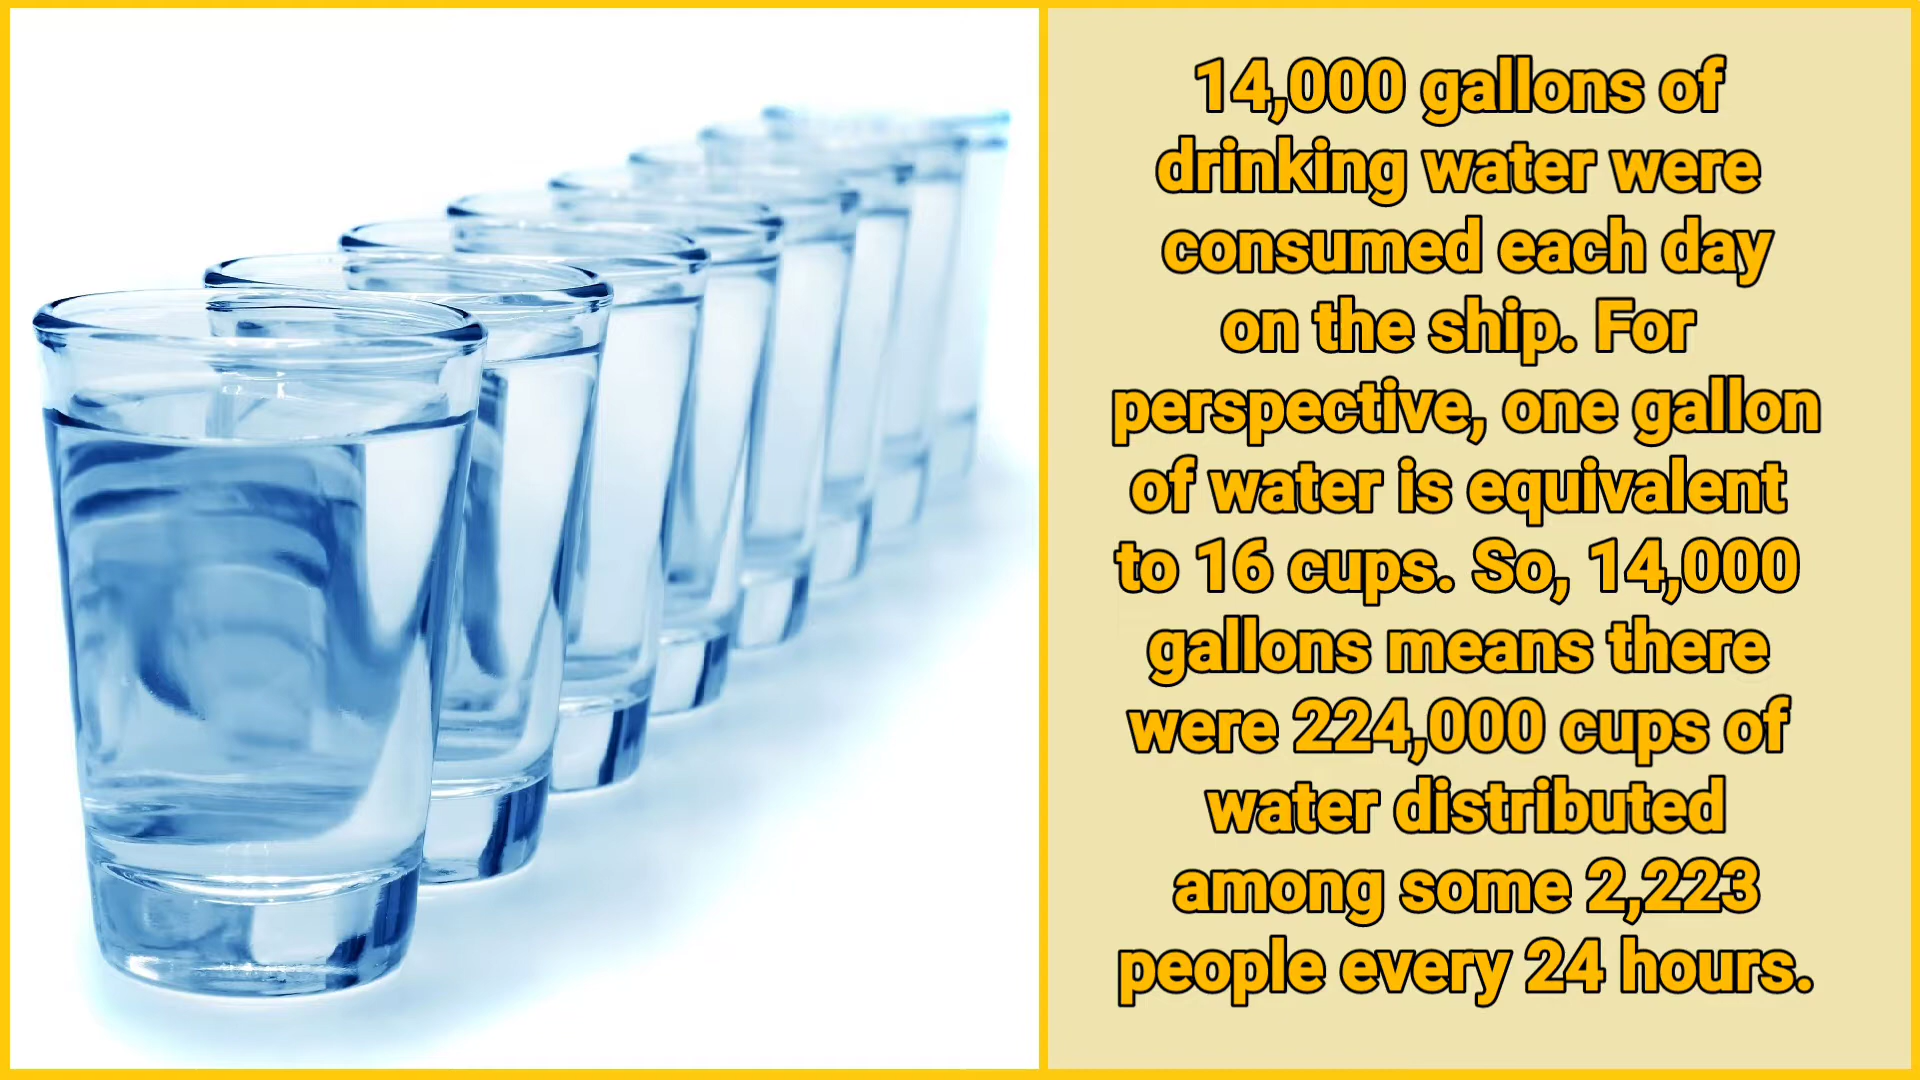 14,000 gallons of
drinking water were
consumed each day
on the ship. For
perspective, one gallon
of water is equivalent
to 16 cups. So, 14,000
gallons means there
were 224,000 cups of
water distributed
among some 2,223
people every 24 hours.